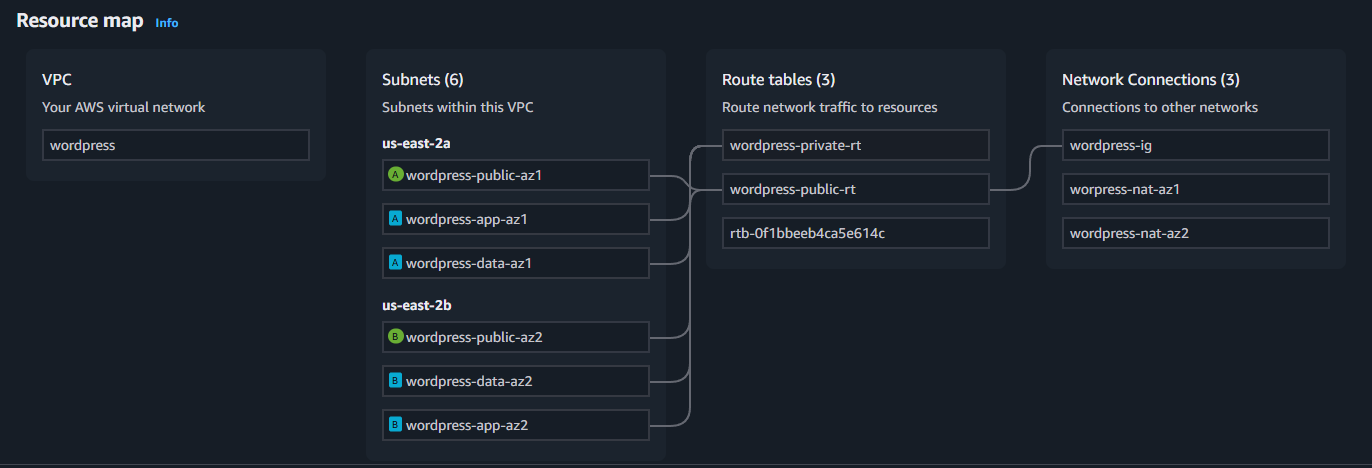 Resource map Info
VPC
Your AWS virtual network
wordpress
Subnets (6)
Subnets within this VPC
us-east-2a
A wordpress-public-az1
A wordpress-app-az1
A wordpress-data-az1
us-east-2b
B wordpress-public-az2
B wordpress-data-az2
B wordpress-app-az2
Route tables (3)
Route network traffic to resources
wordpress-private-rt
wordpress-public-rt
rtb-0f1bbeeb4ca5e614c
Network Connections (3)
Connections to other networks
wordpress-ig
worpress-nat-az1
wordpress-nat-az2